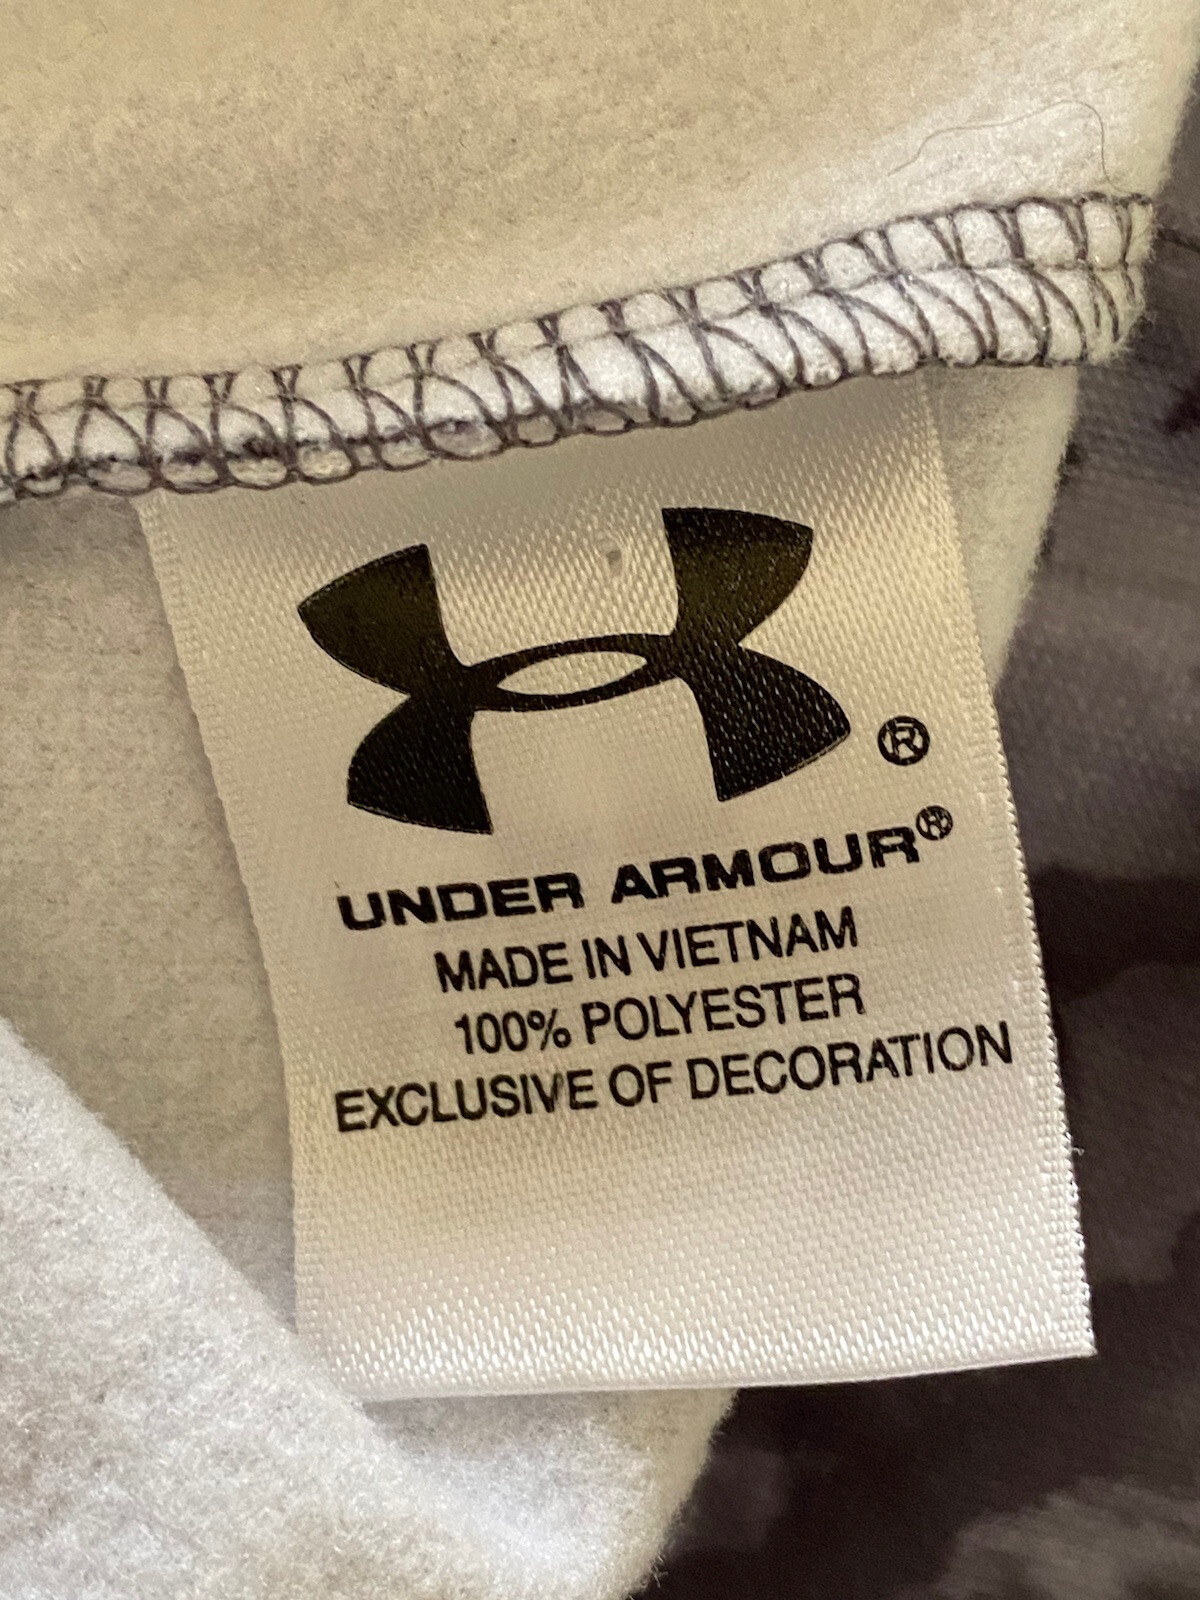 ®
UNDER ARMOUR®
MADE IN VIETNAM
100% POLYESTER
EXCLUSIVE OF DECORATION